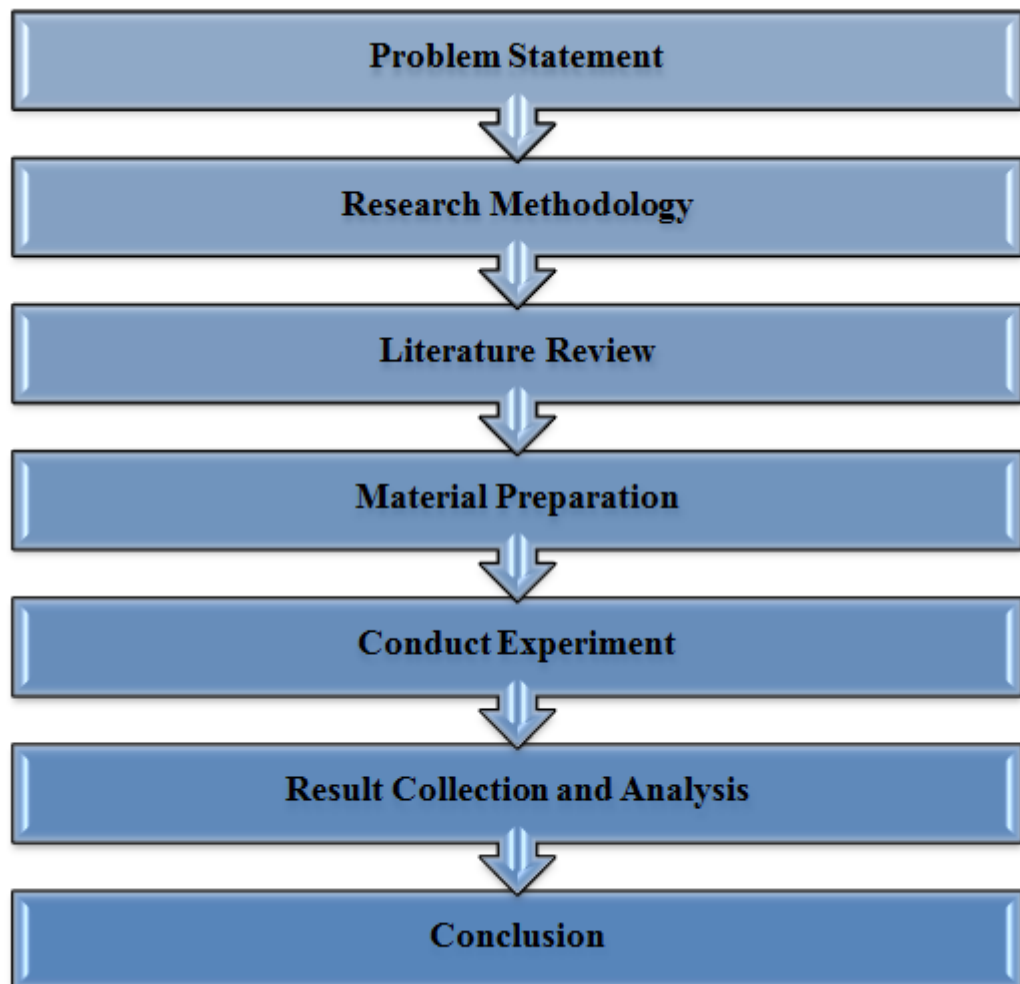 Problem Statement
Research Methodology
Literature Review
Material Preparation
Conduct Experiment
Result Collection and Analysis
Conclusion